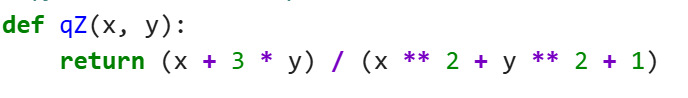 def qZ(x, y):
    return (x + 3 * y) / (x ** 2 + y ** 2 + 1)